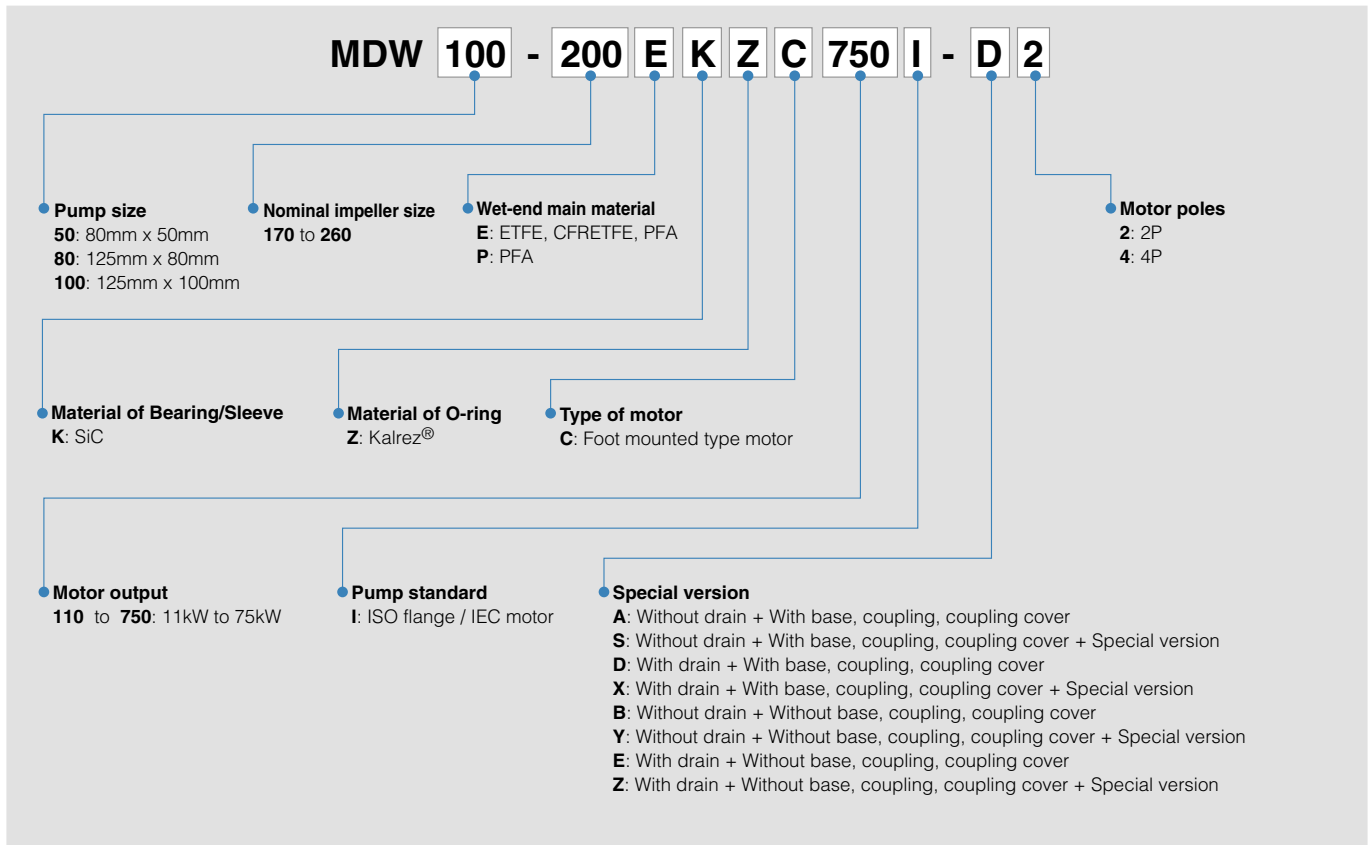 MDW 100 - 200 E K Z C 750 I - D 2
Pump size
50: 80mm x 50mm
80: 125mm x 80mm
100: 125mm x 100mm
Nominal impeller size
170 to 260
Wet-end main material
E: ETFE, CFRETFE, PFA
P: PFA
Motor poles
2: 2P
4: 4P
Material of Bearing/Sleeve
K: SiC
Material of O-ring
Z: Kalrez®
Type of motor
C: Foot mounted type motor
Motor output
110 to 750: 11kW to 75kW
Pump standard
I: ISO flange / IEC motor
Special version
A: Without drain + With base, coupling, coupling cover
S: Without drain + With base, coupling, coupling cover + Special version
D: With drain + With base, coupling, coupling cover
X: With drain + With base, coupling, coupling cover + Special version
B: Without drain + Without base, coupling, coupling cover
Y: Without drain + Without base, coupling, coupling cover + Special version
E: With drain + Without base, coupling, coupling cover
Z: With drain + Without base, coupling, coupling cover + Special version